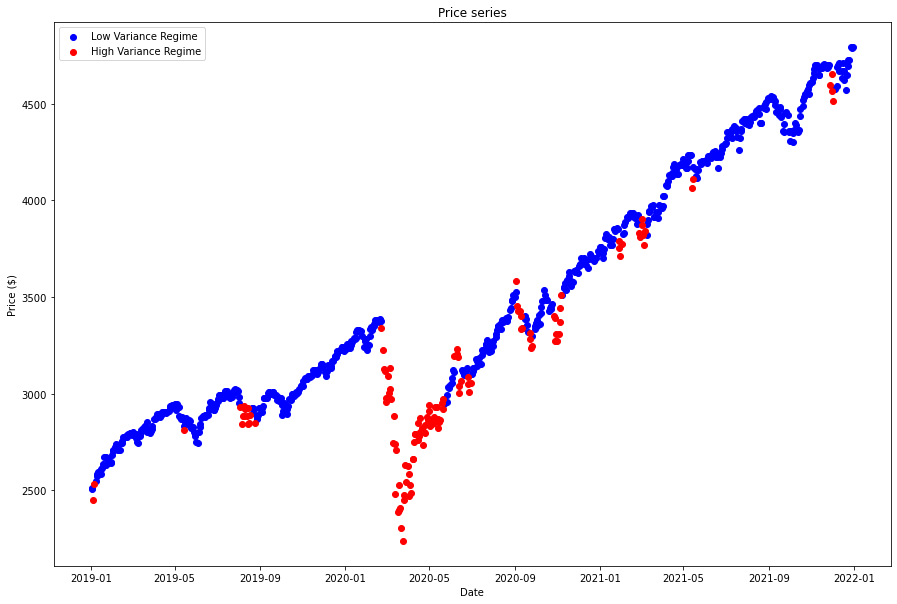 Price series
Low Variance Regime
High Variance Regime
Price ($)
4500
4000
3500
3000
2500
2019-01 2019-05 2019-09 2020-01 2020-05 2020-09 2021-01 2021-05 2021-09 2022-01
Date